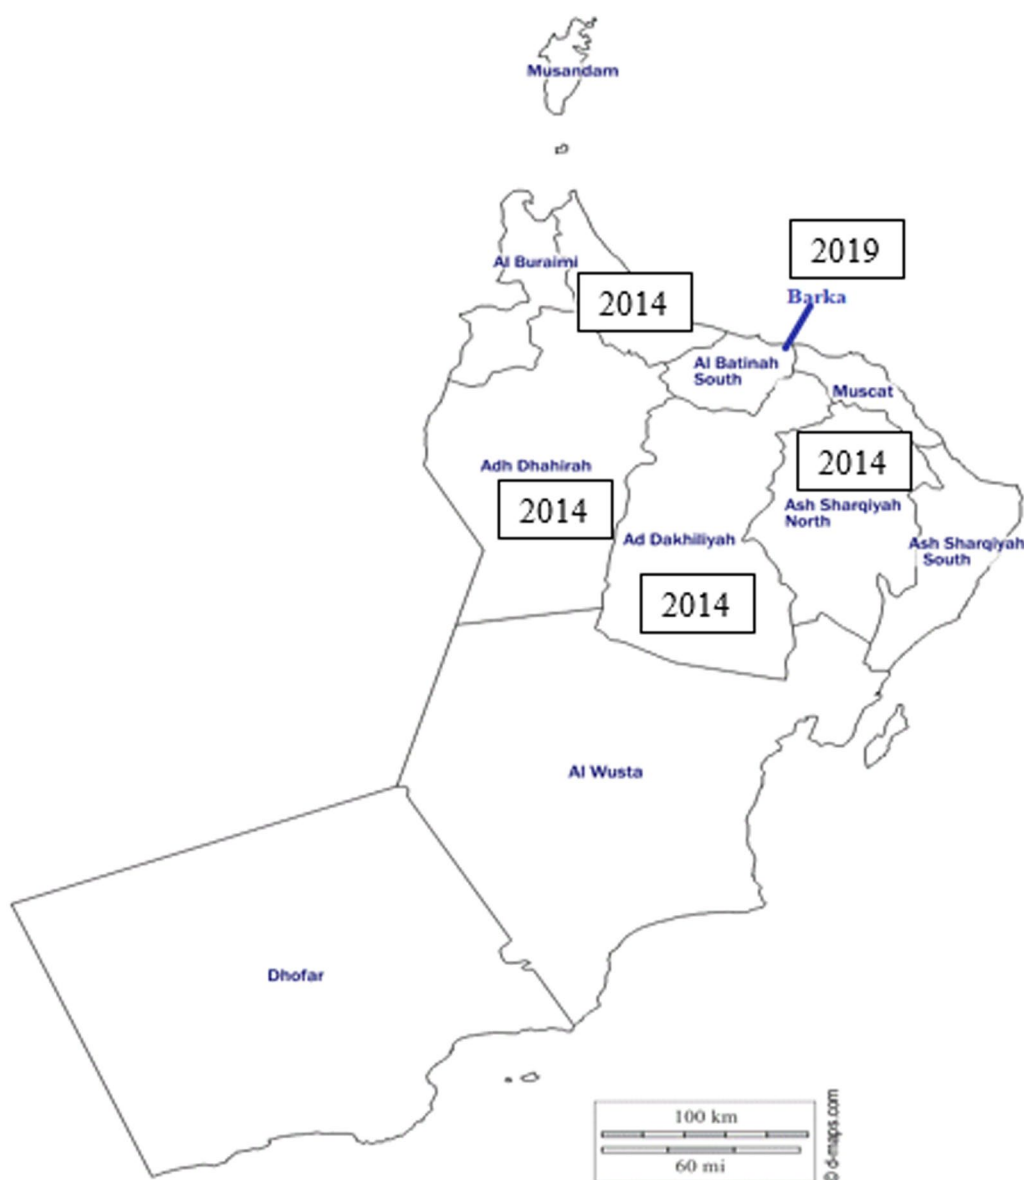 Musandam
2019
Al Buraimi
Barka
2014
Al Batinah
South
Muscat
2014
Adh Dhahirah
2014
Ash Sharqiyah
North
Ad Dakhiliyah
Ash Sharqiyah
South
2014
Al Wusta
Dhofar
100 km
60 mi
© d-maps.com